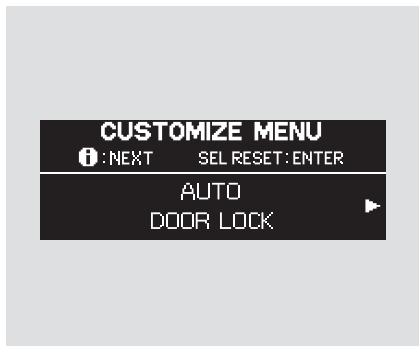 CUSTOMIZE MENU
i:NEXT SEL RESET:ENTER
AUTO
DOOR LOCK